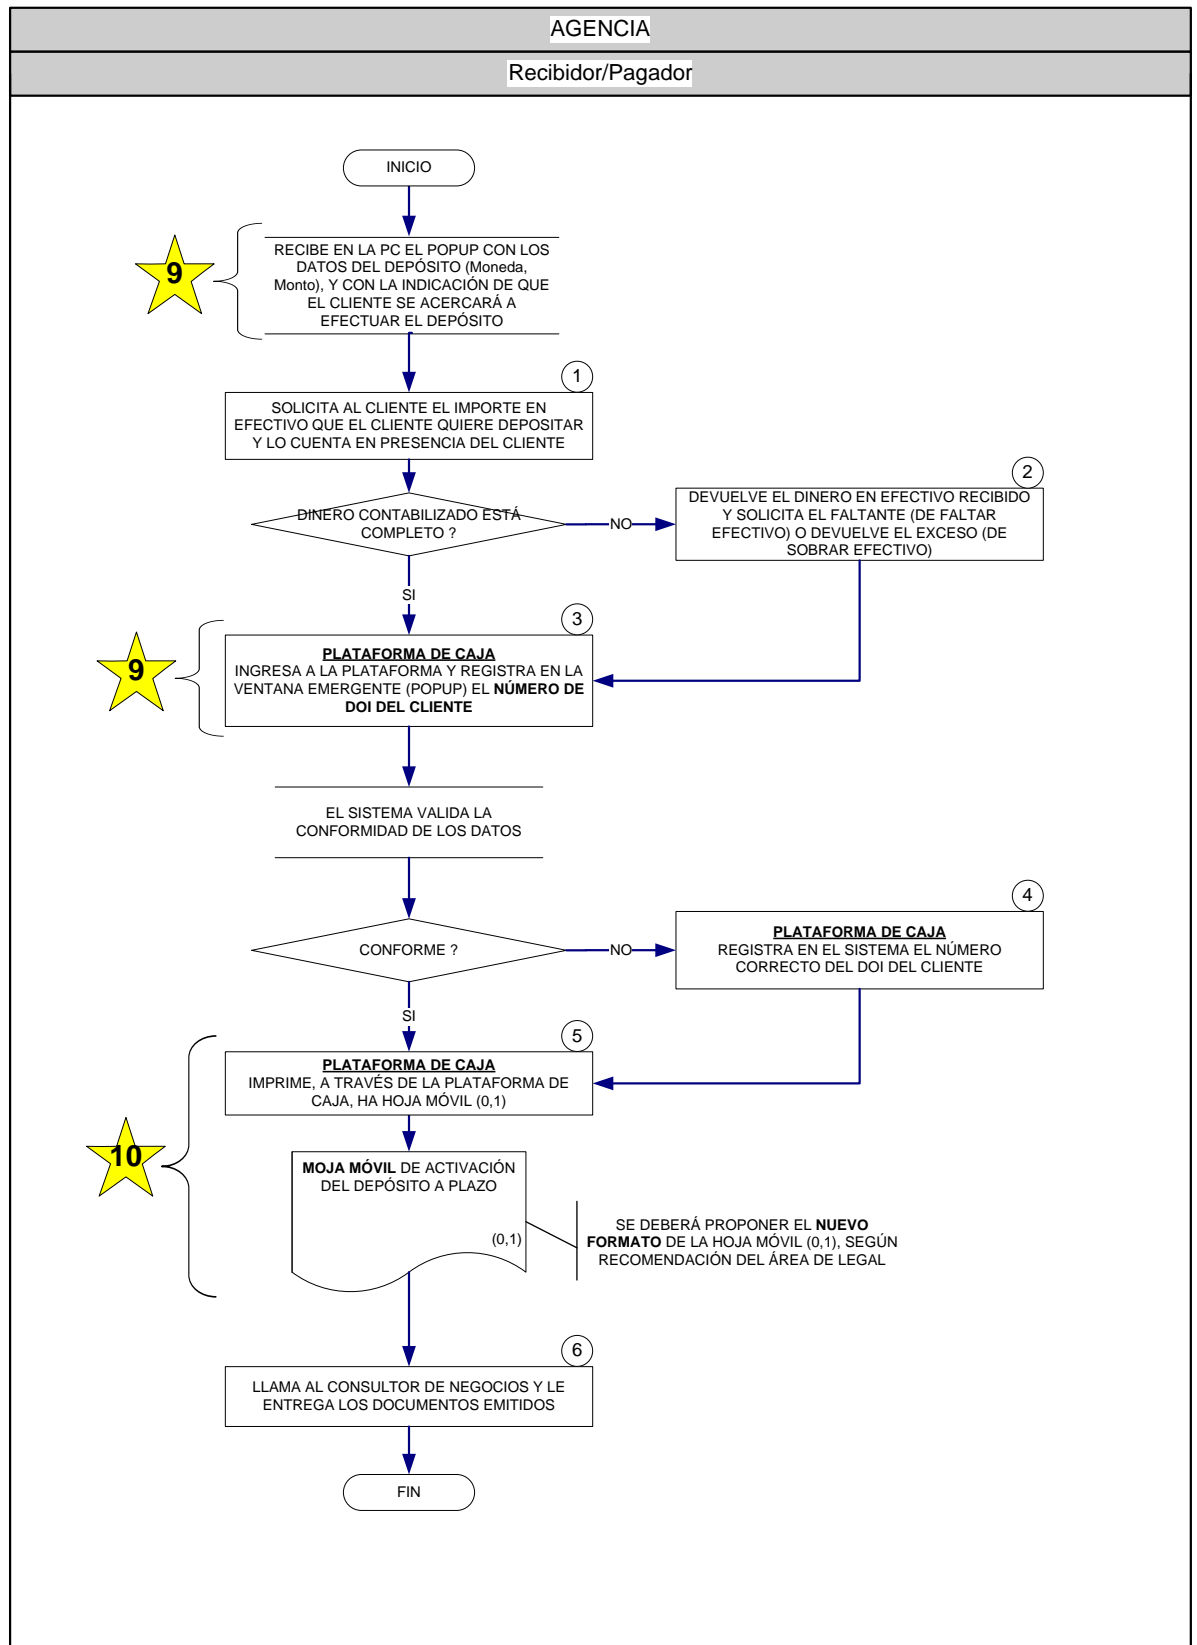 AGENCIA
Recibidor/Pagador
INICIO
9
RECIBE EN LA PC EL POPUP CON LOS
DATOS DEL DEPÓSITO (Moneda,
Monto), Y CON LA INDICACIÓN DE QUE
EL CLIENTE SE ACERCARÁ A
EFECTUAR EL DEPÓSITO
1
SOLICITA AL CLIENTE EL IMPORTE EN
EFECTIVO QUE EL CLIENTE QUIERE DEPOSITAR
Y LO CUENTA EN PRESENCIA DEL CLIENTE
DINERO CONTABILIZADO ESTÁ
COMPLETO ?
NO
2
DEVUELVE EL DINERO EN EFECTIVO RECIBIDO
Y SOLICITA EL FALTANTE (DE FALTAR
EFECTIVO) O DEVUELVE EL EXCESO (DE
SOBRAR EFECTIVO)
SI
3
9
PLATAFORMA DE CAJA
INGRESA A LA PLATAFORMA Y REGISTRA EN LA
VENTANA EMERGENTE (POPUP) EL NÚMERO DE
DOI DEL CLIENTE
EL SISTEMA VALIDA LA
CONFORMIDAD DE LOS DATOS
CONFORME ?
NO
4
PLATAFORMA DE CAJA
REGISTRA EN EL SISTEMA EL NÚMERO
CORRECTO DEL DOI DEL CLIENTE
SI
5
PLATAFORMA DE CAJA
IMPRIME, A TRAVÉS DE LA PLATAFORMA DE
CAJA, HA HOJA MÓVIL (0,1)
10
MOJA MÓVIL DE ACTIVACIÓN
DEL DEPÓSITO A PLAZO
(0,1)
SE DEBERÁ PROPONER EL NUEVO
FORMATO DE LA HOJA MÓVIL (0,1), SEGÚN
RECOMENDACIÓN DEL ÁREA DE LEGAL
6
LLAMA AL CONSULTOR DE NEGOCIOS Y LE
ENTREGA LOS DOCUMENTOS EMITIDOS
FIN